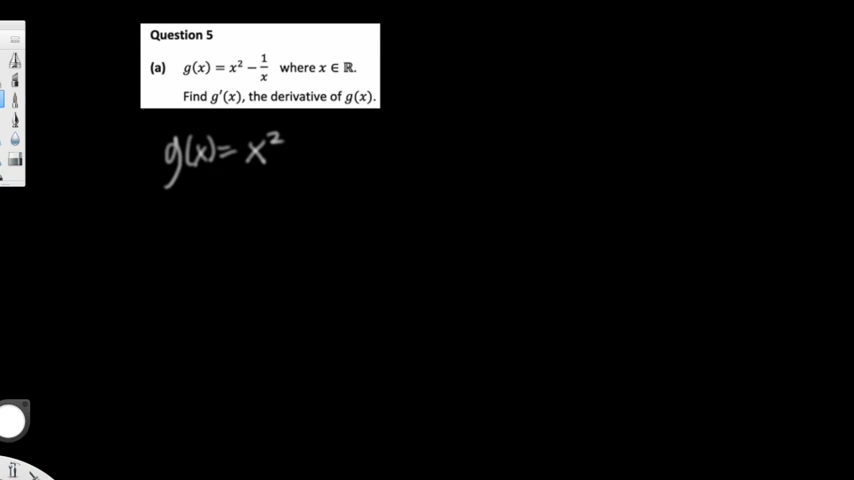 Question 5
(a) g(x) = x² − 1/x where x ∈ ℝ.
Find g′(x), the derivative of g(x).
g(x) = x²